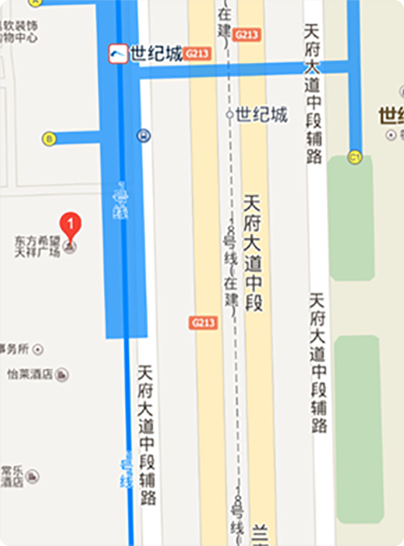 A
软装饰
购物中心
世纪城
G213
(在建)
G213
天府大道中段辅路
世纪城
B
C1
1号线
1
东方希望
天祥广场
天府大道中段
18号线(在建)
天府大道中段辅路
G213
事务所
怡莱酒店
天府大道中段辅路
1号线
常乐
酒店
18号线